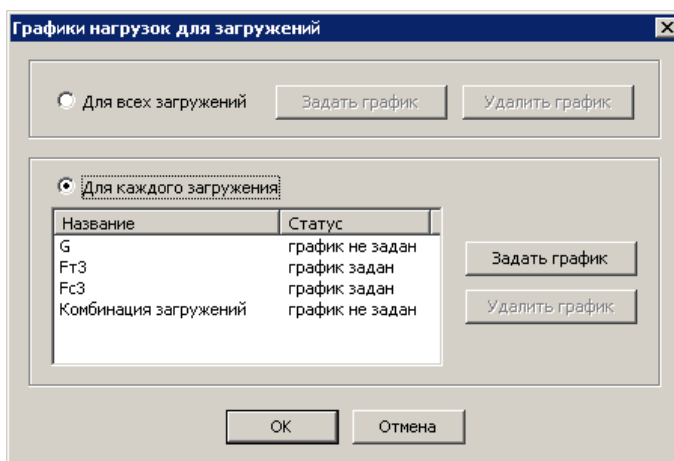 Графики нагрузок для загружений
Для всех загружений Задать график Удалить график
Для каждого загружения
Название Статус
G график не задан
Fт3 график задан
Fс3 график задан
Комбинация загружений график не задан
Задать график
Удалить график
OK Отмена